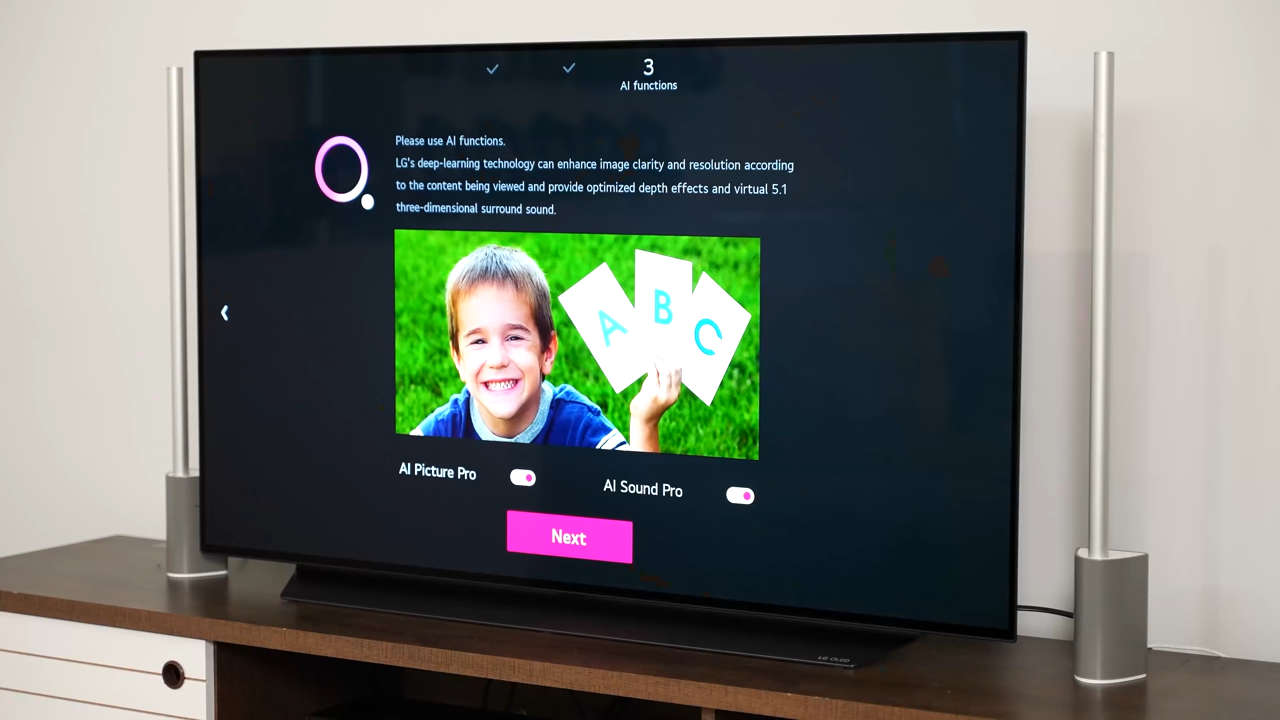 3
AI functions
Please use AI functions.
LG's deep-learning technology can enhance image clarity and resolution according
to the content being viewed and provide optimized depth effects and virtual 5.1
three-dimensional surround sound.
A B C
AI Picture Pro
AI Sound Pro
Next
LG OLED